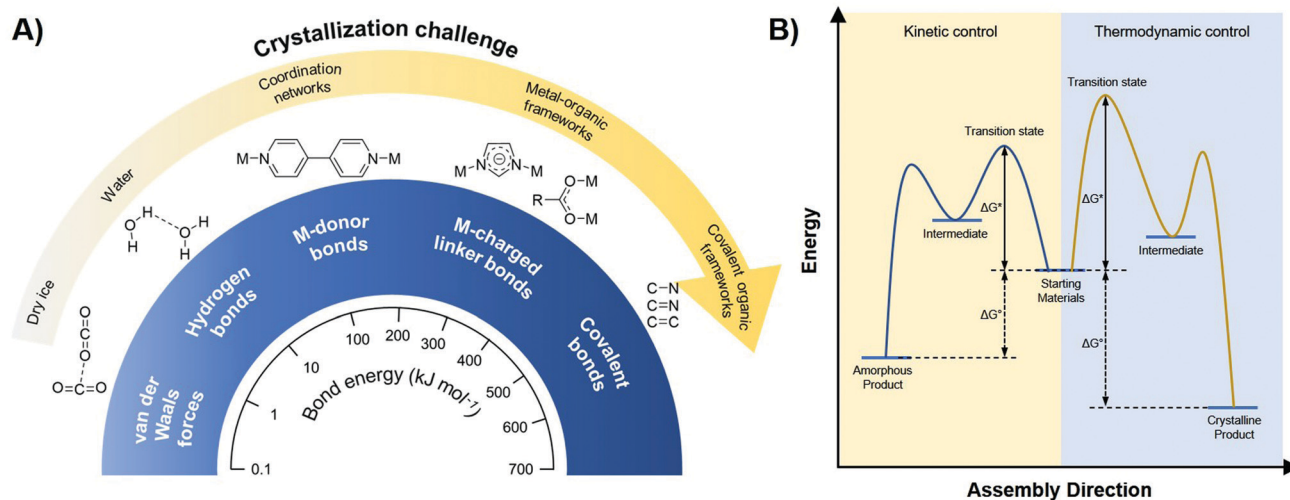 A)
Crystallization challenge
Dry ice
Water
Coordination
networks
Metal-organic
frameworks
Covalent organic
frameworks
O=C=O
O=C=O
H
O
H
H
O
H
M–N
N–M
M–N
N–M
⊖
R
O–M
O–M
C–N
C=N
C=C
van der
Waals
forces
Hydrogen
bonds
M-donor
bonds
M-charged
linker bonds
Covalent
bonds
0.1
1
10
100
200
300
400
500
600
700
Bond energy (kJ mol-1)
B)
Kinetic control
Thermodynamic control
Energy
Transition state
Transition state
ΔG*
ΔG*
Intermediate
Intermediate
Starting
Materials
ΔG°
ΔG°
Amorphous
Product
Crystalline
Product
Assembly Direction